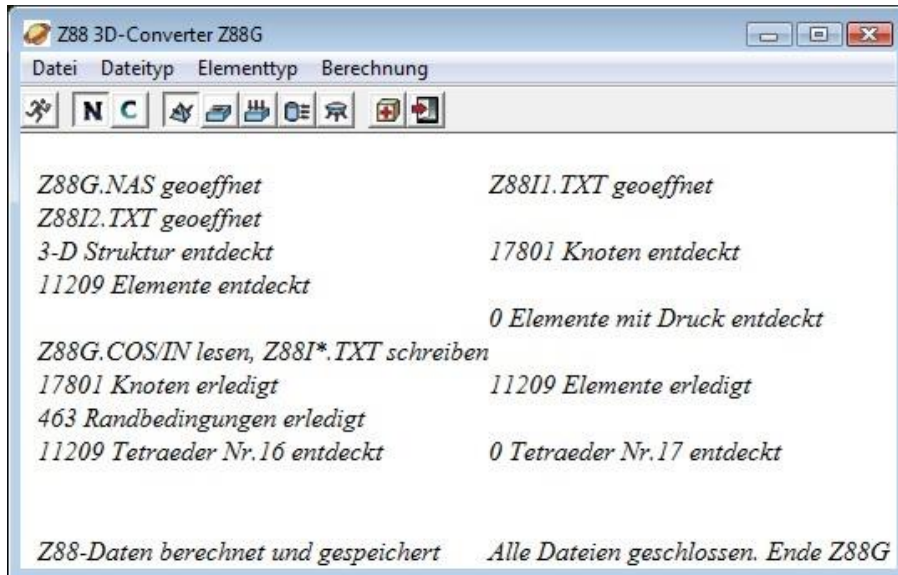 Z88 3D-Converter Z88G
Datei Dateityp Elementtyp Berechnung
N C
Z88G.NAS geoeffnet Z88I1.TXT geoeffnet
Z88I2.TXT geoeffnet
3-D Struktur entdeckt 17801 Knoten entdeckt
11209 Elemente entdeckt
0 Elemente mit Druck entdeckt
Z88G.COS/IN lesen, Z88I*.TXT schreiben
17801 Knoten erledigt 11209 Elemente erledigt
463 Randbedingungen erledigt
11209 Tetraeder Nr.16 entdeckt 0 Tetraeder Nr.17 entdeckt
Z88-Daten berechnet und gespeichert Alle Dateien geschlossen. Ende Z88G